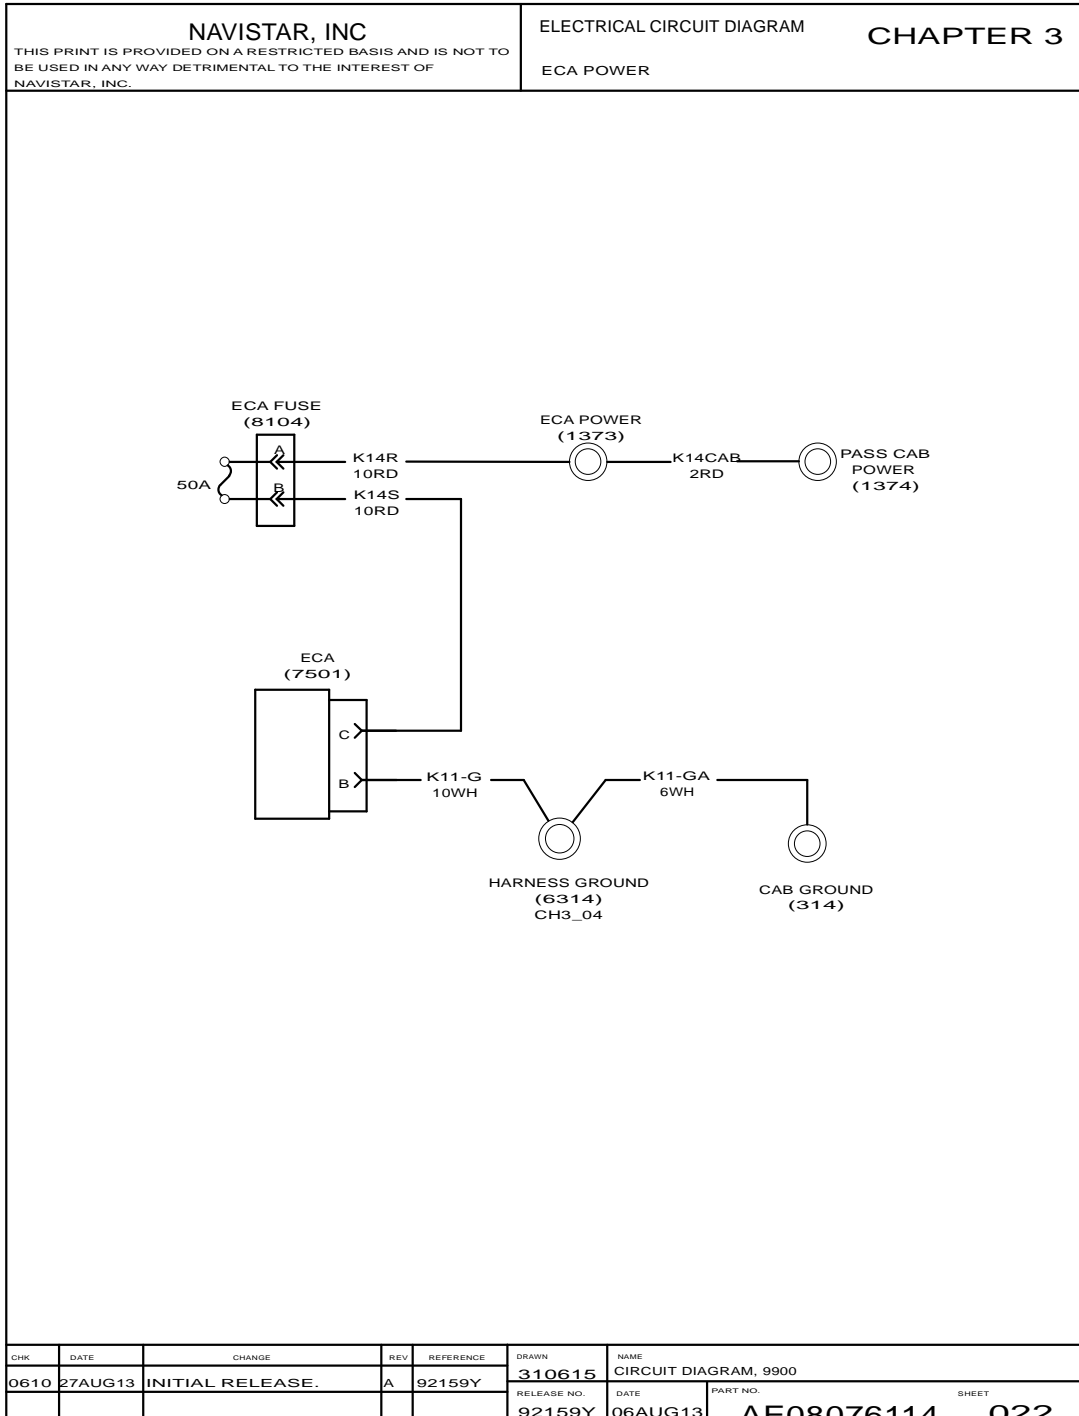 NAVISTAR, INC
THIS PRINT IS PROVIDED ON A RESTRICTED BASIS AND IS NOT TO
BE USED IN ANY WAY DETRIMENTAL TO THE INTEREST OF
NAVISTAR, INC.
ELECTRICAL CIRCUIT DIAGRAM
CHAPTER 3
ECA POWER
ECA FUSE
(8104)
A
B
50A
K14R
10RD
K14S
10RD
ECA POWER
(1373)
K14CAB
2RD
PASS CAB
POWER
(1374)
ECA
(7501)
C
B
K11-G
10WH
K11-GA
6WH
HARNESS GROUND
(6314)
CH3_04
CAB GROUND
(314)
CHK DATE CHANGE REV REFERENCE
0610 27AUG13 INITIAL RELEASE. A 92159Y
DRAWN
310615
NAME
CIRCUIT DIAGRAM, 9900
RELEASE NO.
92159Y
DATE
06AUG13
PART NO.
AE08076114
SHEET
022